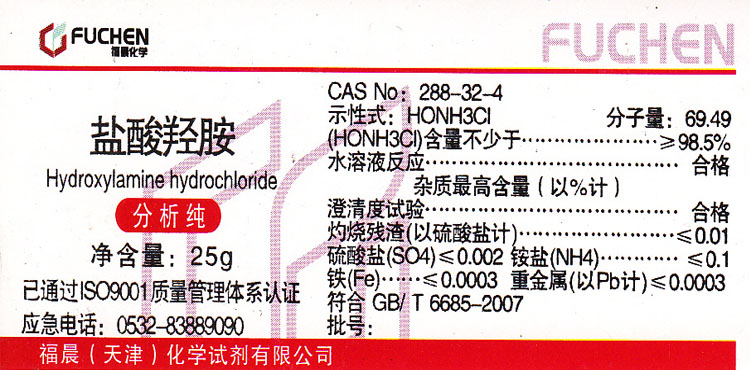 FUCHEN
福晨化学
FUCHEN
盐酸羟胺
Hydroxylamine hydrochloride
分析纯
净含量：25g
已通过ISO9001质量管理体系认证
应急电话：0532-83889090
CAS No：288-32-4
示性式：HONH3Cl 分子量：69.49
(HONH3Cl)含量不少于⋯⋯⋯⋯⋯⋯⋯≥98.5%
水溶液反应⋯⋯⋯⋯⋯⋯⋯⋯⋯⋯⋯⋯ 合格
杂质最高含量（以%计）
澄清度试验⋯⋯⋯⋯⋯⋯⋯⋯⋯⋯⋯⋯ 合格
灼烧残渣(以硫酸盐计)⋯⋯⋯⋯⋯⋯⋯≤0.01
硫酸盐(SO4)≤0.002 铵盐(NH4)⋯⋯⋯⋯ ≤0.1
铁(Fe)⋯⋯≤0.0003 重金属(以Pb计)≤0.0003
符合 GB/T 6685-2007
批号：
福晨（天津）化学试剂有限公司